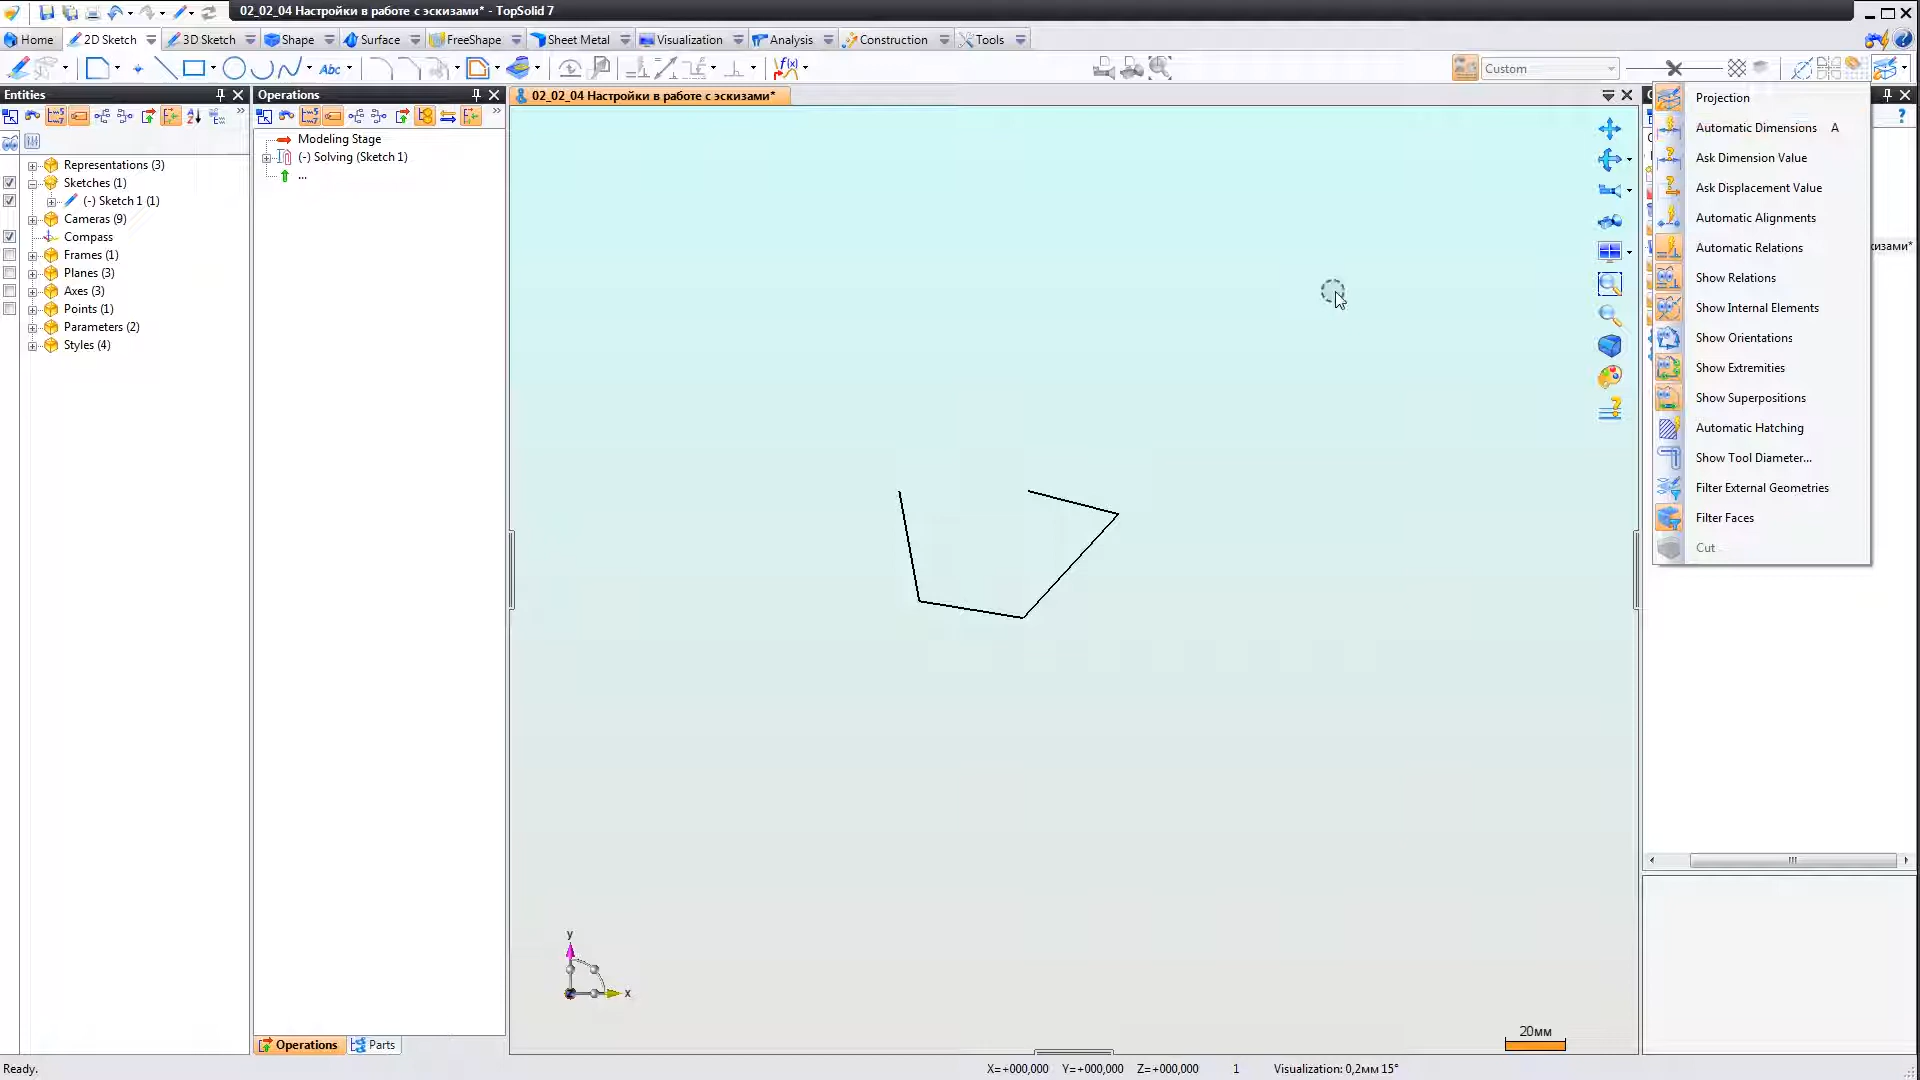 02_02_04 Настройки в работе с эскизами* - TopSolid 7
Home
2D Sketch
3D Sketch
Shape
Surface
FreeShape
Sheet Metal
Visualization
Analysis
Construction
Tools
Abc
Custom
Entities
Operations
02_02_04 Настройки в работе с эскизами*
Representations (3)
Sketches (1)
(-) Sketch 1 (1)
Cameras (9)
Compass
Frames (1)
Planes (3)
Axes (3)
Points (1)
Parameters (2)
Styles (4)
Modeling Stage
(-) Solving (Sketch 1)
...
Projection
Automatic Dimensions A
Ask Dimension Value
Ask Displacement Value
Automatic Alignments
Automatic Relations
Show Relations
Show Internal Elements
Show Orientations
Show Extremities
Show Superpositions
Automatic Hatching
Show Tool Diameter...
Filter External Geometries
Filter Faces
Cut
кизами*
y
x
20мм
Operations
Parts
Ready.
X=+000,000 Y=+000,000 Z=+000,000 1 Visualization: 0,2мм 15°